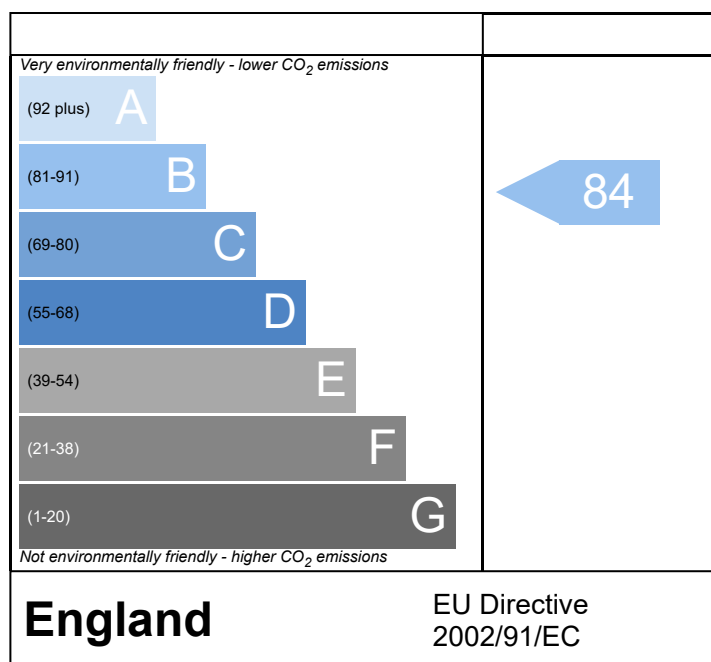 Very environmentally friendly - lower CO2 emissions
(92 plus) A
(81-91) B
84
(69-80) C
(55-68) D
(39-54) E
(21-38) F
(1-20) G
Not environmentally friendly - higher CO2 emissions
England
EU Directive
2002/91/EC